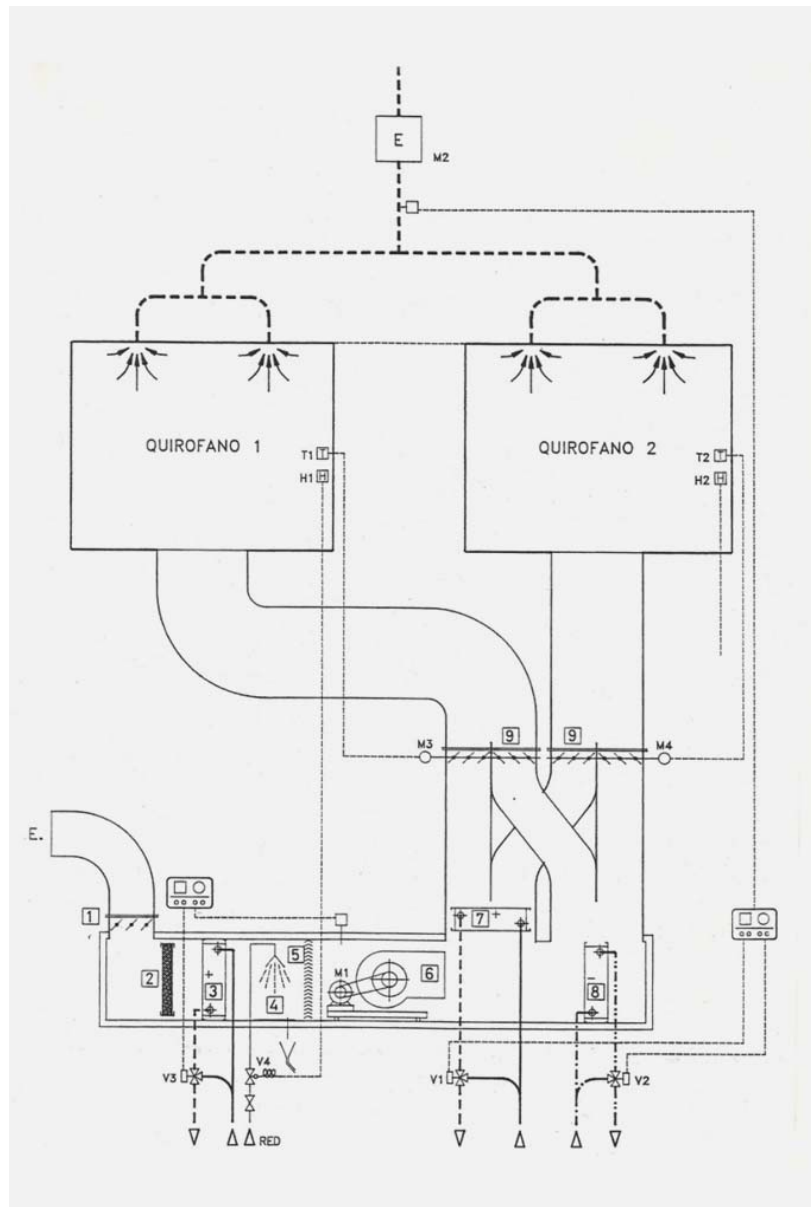 E
M2
QUIROFANO 1
T1 T
H1 H
QUIROFANO 2
T2 T
H2 H
M3
9
9
M4
E.
1
2
+
3
4
5
M1
6
7
+
-
8
V3
V4
V1
V2
RED